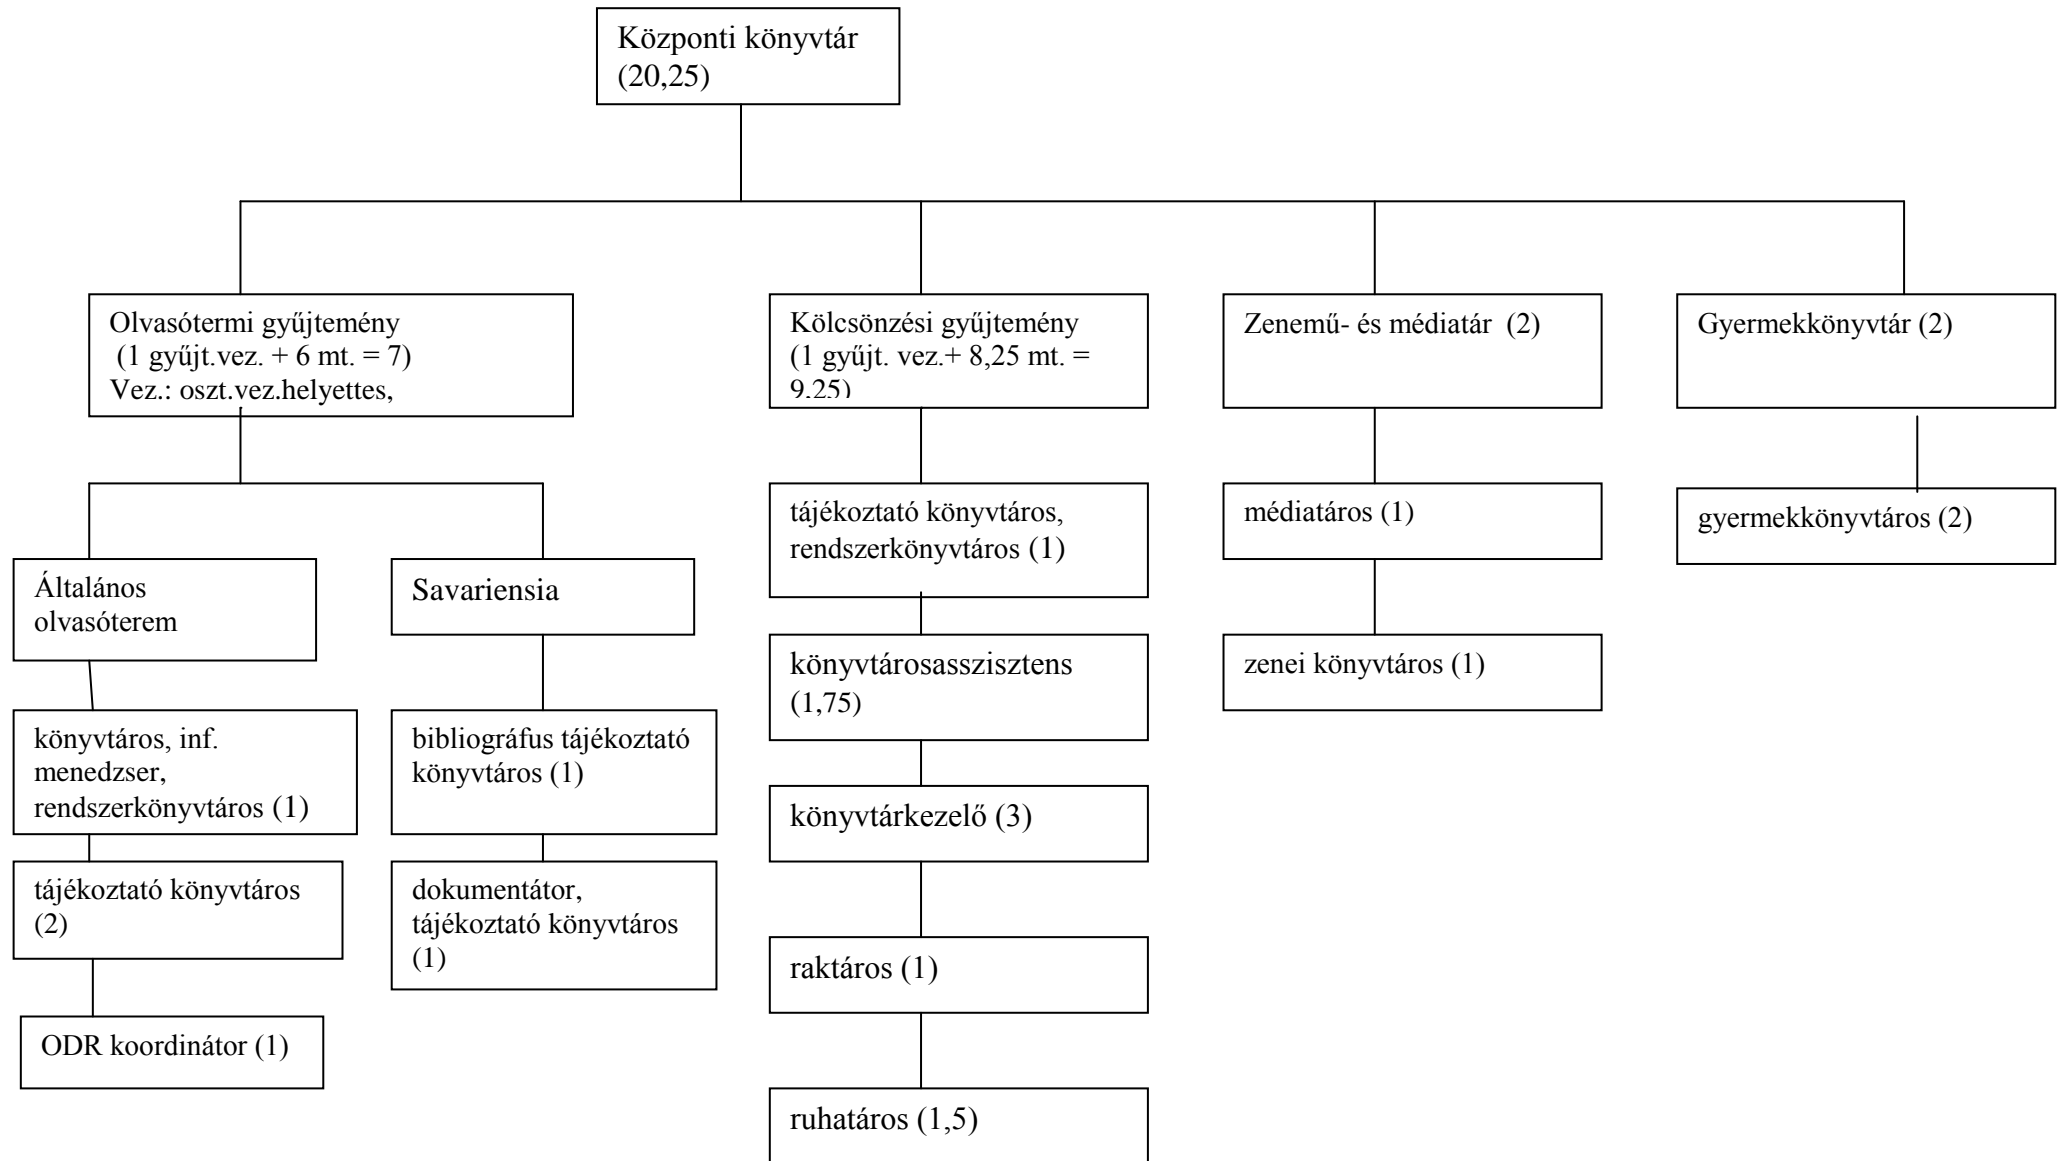 Központi könyvtár
(20,25)
Olvasótermi gyűjtemény
(1 gyűjt.vez. + 6 mt. = 7)
Vez.: oszt.vez.helyettes,
Kölcsönzési gyűjtemény
(1 gyűjt. vez.+ 8,25 mt. =
9,25)
Zenemű- és médiatár (2)
Gyermekkönyvtár (2)
Általános
olvasóterem
könyvtáros, inf.
menedzser,
rendszerkönyvtáros (1)
tájékoztató könyvtáros
(2)
ODR koordinátor (1)
Savariensia
bibliográfus tájékoztató
könyvtáros (1)
dokumentátor,
tájékoztató könyvtáros
(1)
tájékoztató könyvtáros,
rendszerkönyvtáros (1)
könyvtárosasszisztens
(1,75)
könyvtárkezelő (3)
raktáros (1)
ruhatáros (1,5)
médiatáros (1)
zenei könyvtáros (1)
gyermekkönyvtáros (2)